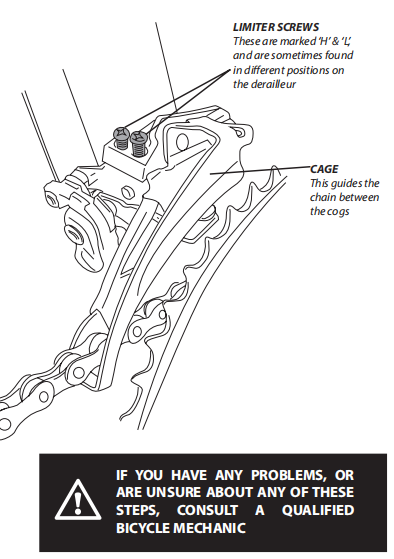 LIMITER SCREWS
These are marked ‘H’ & ‘L’,
and are sometimes found
in different positions on
the derailleur
CAGE
This guides the
chain between
the cogs
IF YOU HAVE ANY PROBLEMS, OR
ARE UNSURE ABOUT ANY OF THESE
STEPS, CONSULT A QUALIFIED
BICYCLE MECHANIC